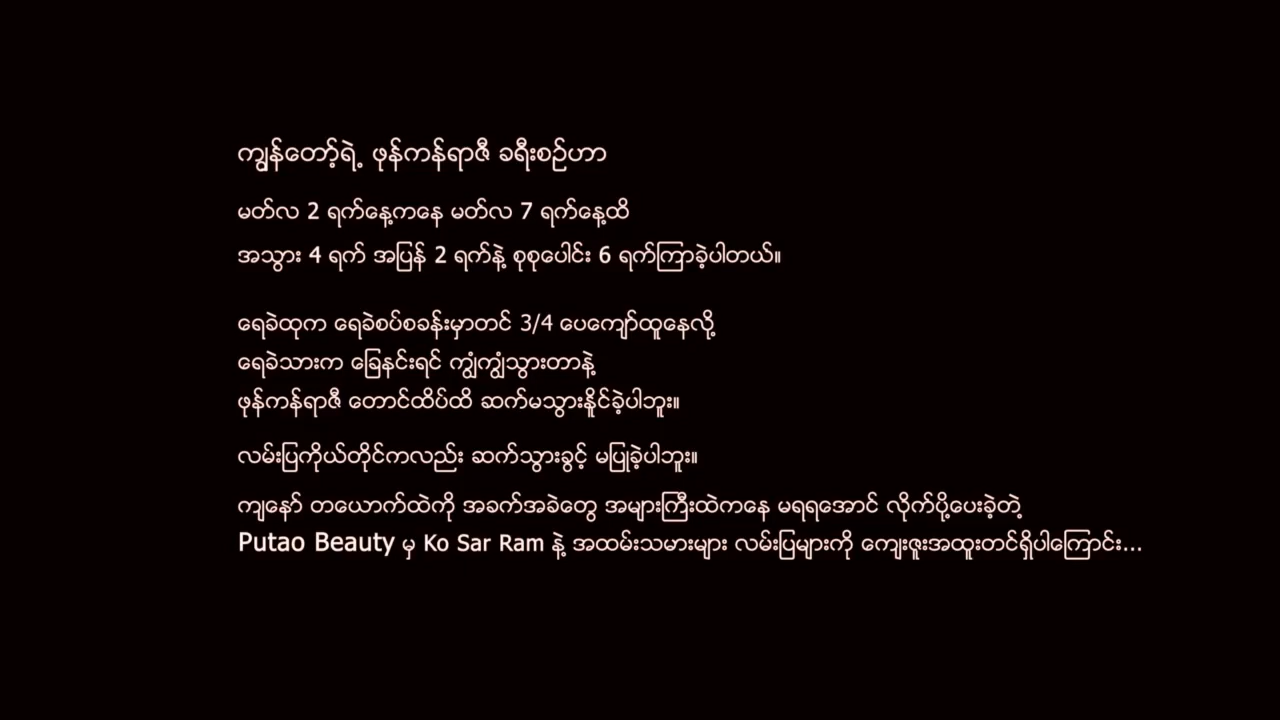 ကျွန်တော့်ရဲ့ ဖုန်ကန်ရာဇီ ခရီးစဉ်ဟာ
မတ်လ 2 ရက်နေ့ကနေ မတ်လ 7 ရက်နေ့ထိ
အသွား 4 ရက် အပြန် 2 ရက်နဲ့ စုစုပေါင်း 6 ရက်ကြာခဲ့ပါတယ်။
ရေခဲထုက ရေခဲစပ်စခန်းမှာတင် 3/4 ပေကျော်ထူနေလို့
ရေခဲသားက ခြေနင်းရင် ကျွံကျွံသွားတာနဲ့
ဖုန်ကန်ရာဇီ တောင်ထိပ်ထိ ဆက်မသွားနိူင်ခဲ့ပါဘူး။
လမ်းပြကိုယ်တိုင်ကလည်း ဆက်သွားခွင့် မပြုခဲ့ပါဘူး။
ကျနော် တယောက်ထဲကို အခက်အခဲတွေ အများကြီးထဲကနေ မရရအောင် လိုက်ပို့ပေးခဲ့တဲ့
Putao Beauty မှ Ko Sar Ram နဲ့ အထမ်းသမားများ လမ်းပြများကို ကျေးဇူးအထူးတင်ရှိပါကြောင်း...